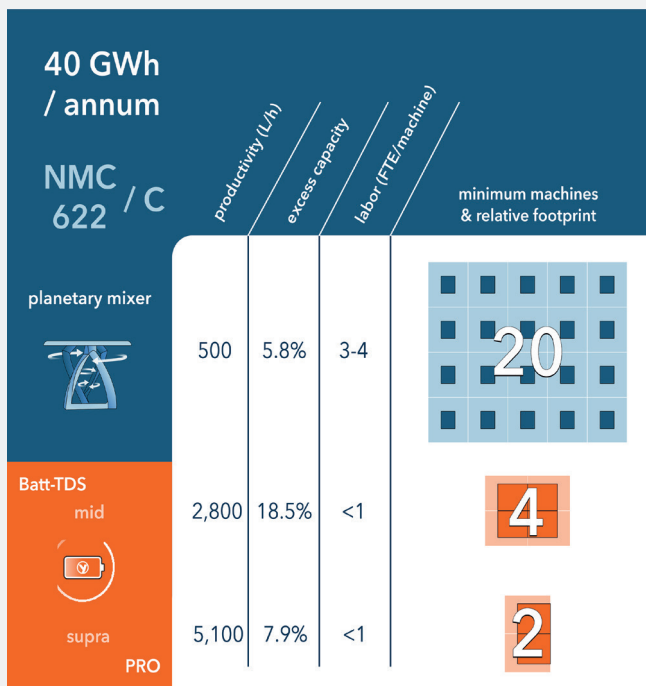 40 GWh
/ annum
NMC
622 / C
productivity (L/h)
excess capacity
labor (FTE/machine)
minimum machines
& relative footprint
planetary mixer
500 5.8% 3-4 20
Batt-TDS
mid
2,800 18.5% <1 4
supra
5,100 7.9% <1 2
PRO